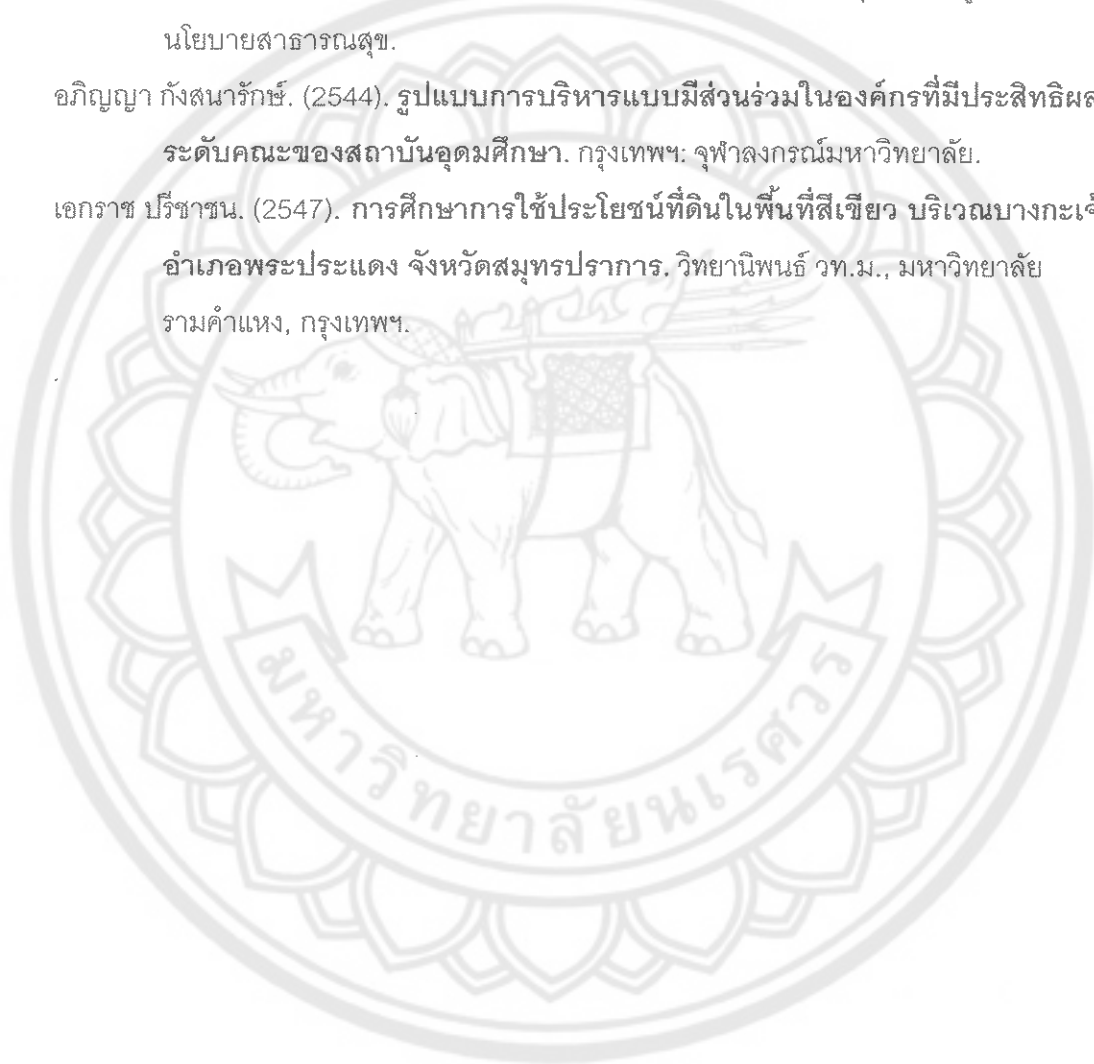 นโยบายสาธารณสุข.
อภิญญา กังสนารักษ์. (2544). รูปแบบการบริหารแบบมีส่วนร่วมในองค์กรที่มีประสิทธิผล
ระดับคณะของสถาบันอุดมศึกษา. กรุงเทพฯ: จุฬาลงกรณ์มหาวิทยาลัย.
เอกราช ปรีชาชน. (2547). การศึกษาการใช้ประโยชน์ที่ดินในพื้นที่สีเขียว บริเวณบางกะเจ้
อำเภอพระประแดง จังหวัดสมุทรปราการ. วิทยานิพนธ์ วท.ม., มหาวิทยาลัย
รามคำแหง, กรุงเทพฯ.
มหาวิทยาลัยนเรศวร